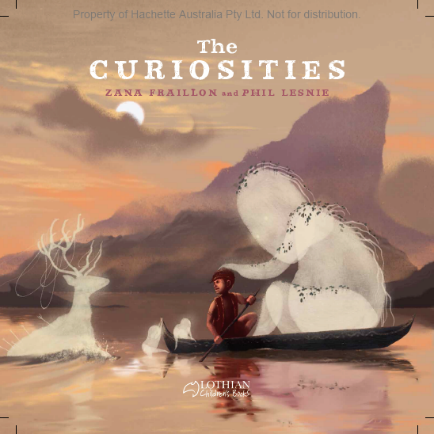 Property of Hachette Australia Pty Ltd. Not for distribution
The
CURIOSITIES
ZANA FRAILLON and PHIL LESNIE
LOTHIAN
Children's Books